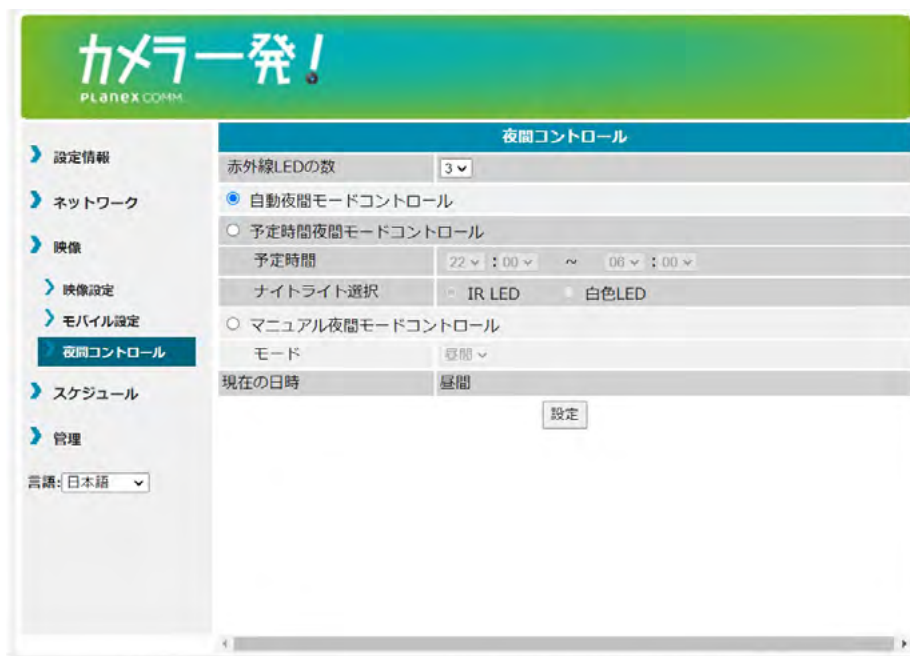 カメラ一発!
PLANEX COMM
設定情報
ネットワーク
映像
映像設定
モバイル設定
夜間コントロール
スケジュール
管理
言語: 日本語
夜間コントロール
赤外線LEDの数 3
自動夜間モードコントロール
予定時間夜間モードコントロール
予定時間 22 : 00 ~ 06 : 00
ナイトライト選択 IR LED 白色LED
マニュアル夜間モードコントロール
モード 昼間
現在の日時 昼間
設定